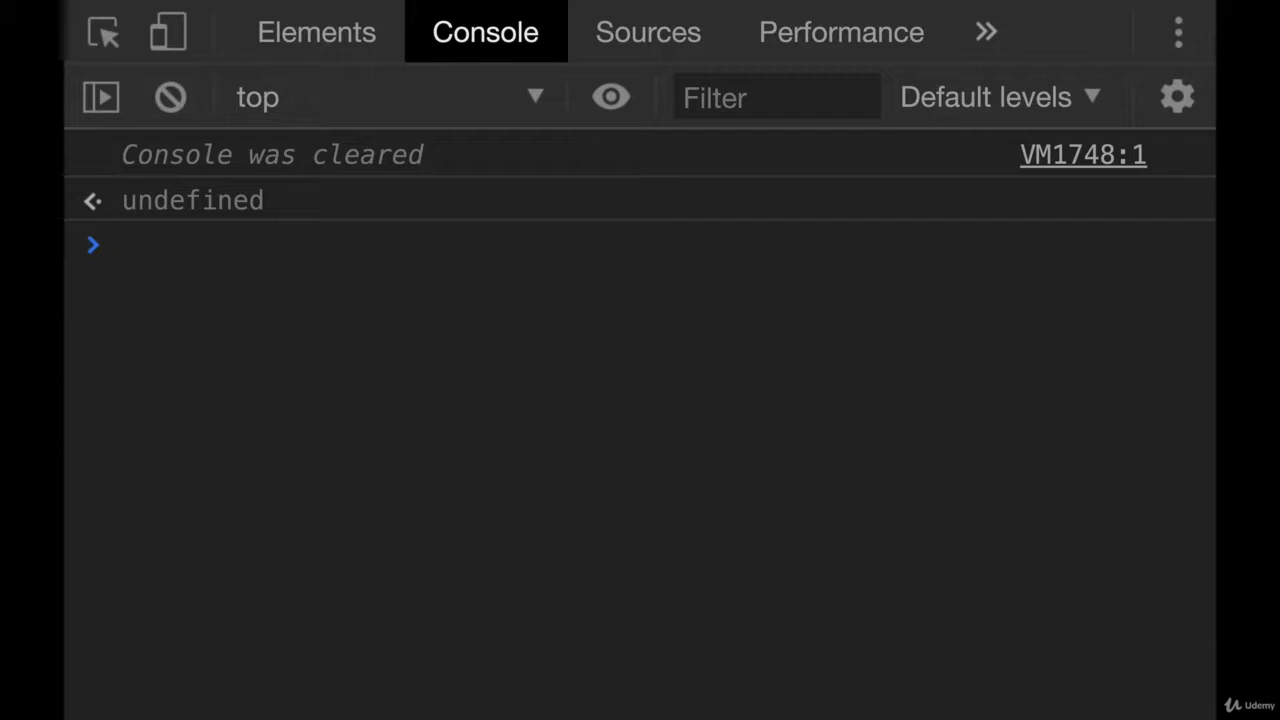 Elements Console Sources Performance
top Filter Default levels
Console was cleared VM1748:1
undefined
Udemy